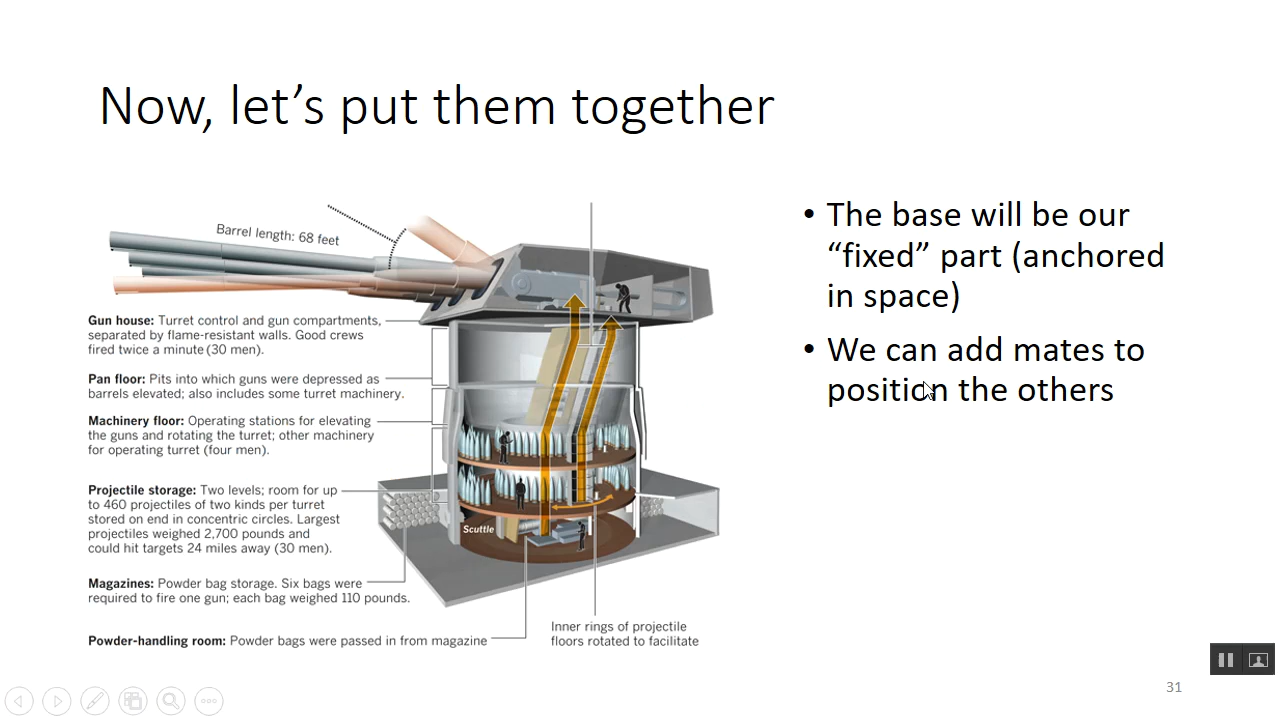 Now, let’s put them together
Barrel length: 68 feet
Gun house: Turret control and gun compartments,
separated by flame-resistant walls. Good crews
fired twice a minute (30 men).
Pan floor: Pits into which guns were depressed as
barrels elevated; also includes some turret machinery.
Machinery floor: Operating stations for elevating
the guns and rotating the turret; other machinery
for operating turret (four men).
Projectile storage: Two levels; room for up
to 460 projectiles of two kinds per turret
stored on end in concentric circles. Largest
projectiles weighed 2,700 pounds and
could hit targets 24 miles away (30 men).
Scuttle
Magazines: Powder bag storage. Six bags were
required to fire one gun; each bag weighed 110 pounds.
Powder-handling room: Powder bags were passed in from magazine
Inner rings of projectile
floors rotated to facilitate
• The base will be our
“fixed” part (anchored
in space)
• We can add mates to
position the others
31